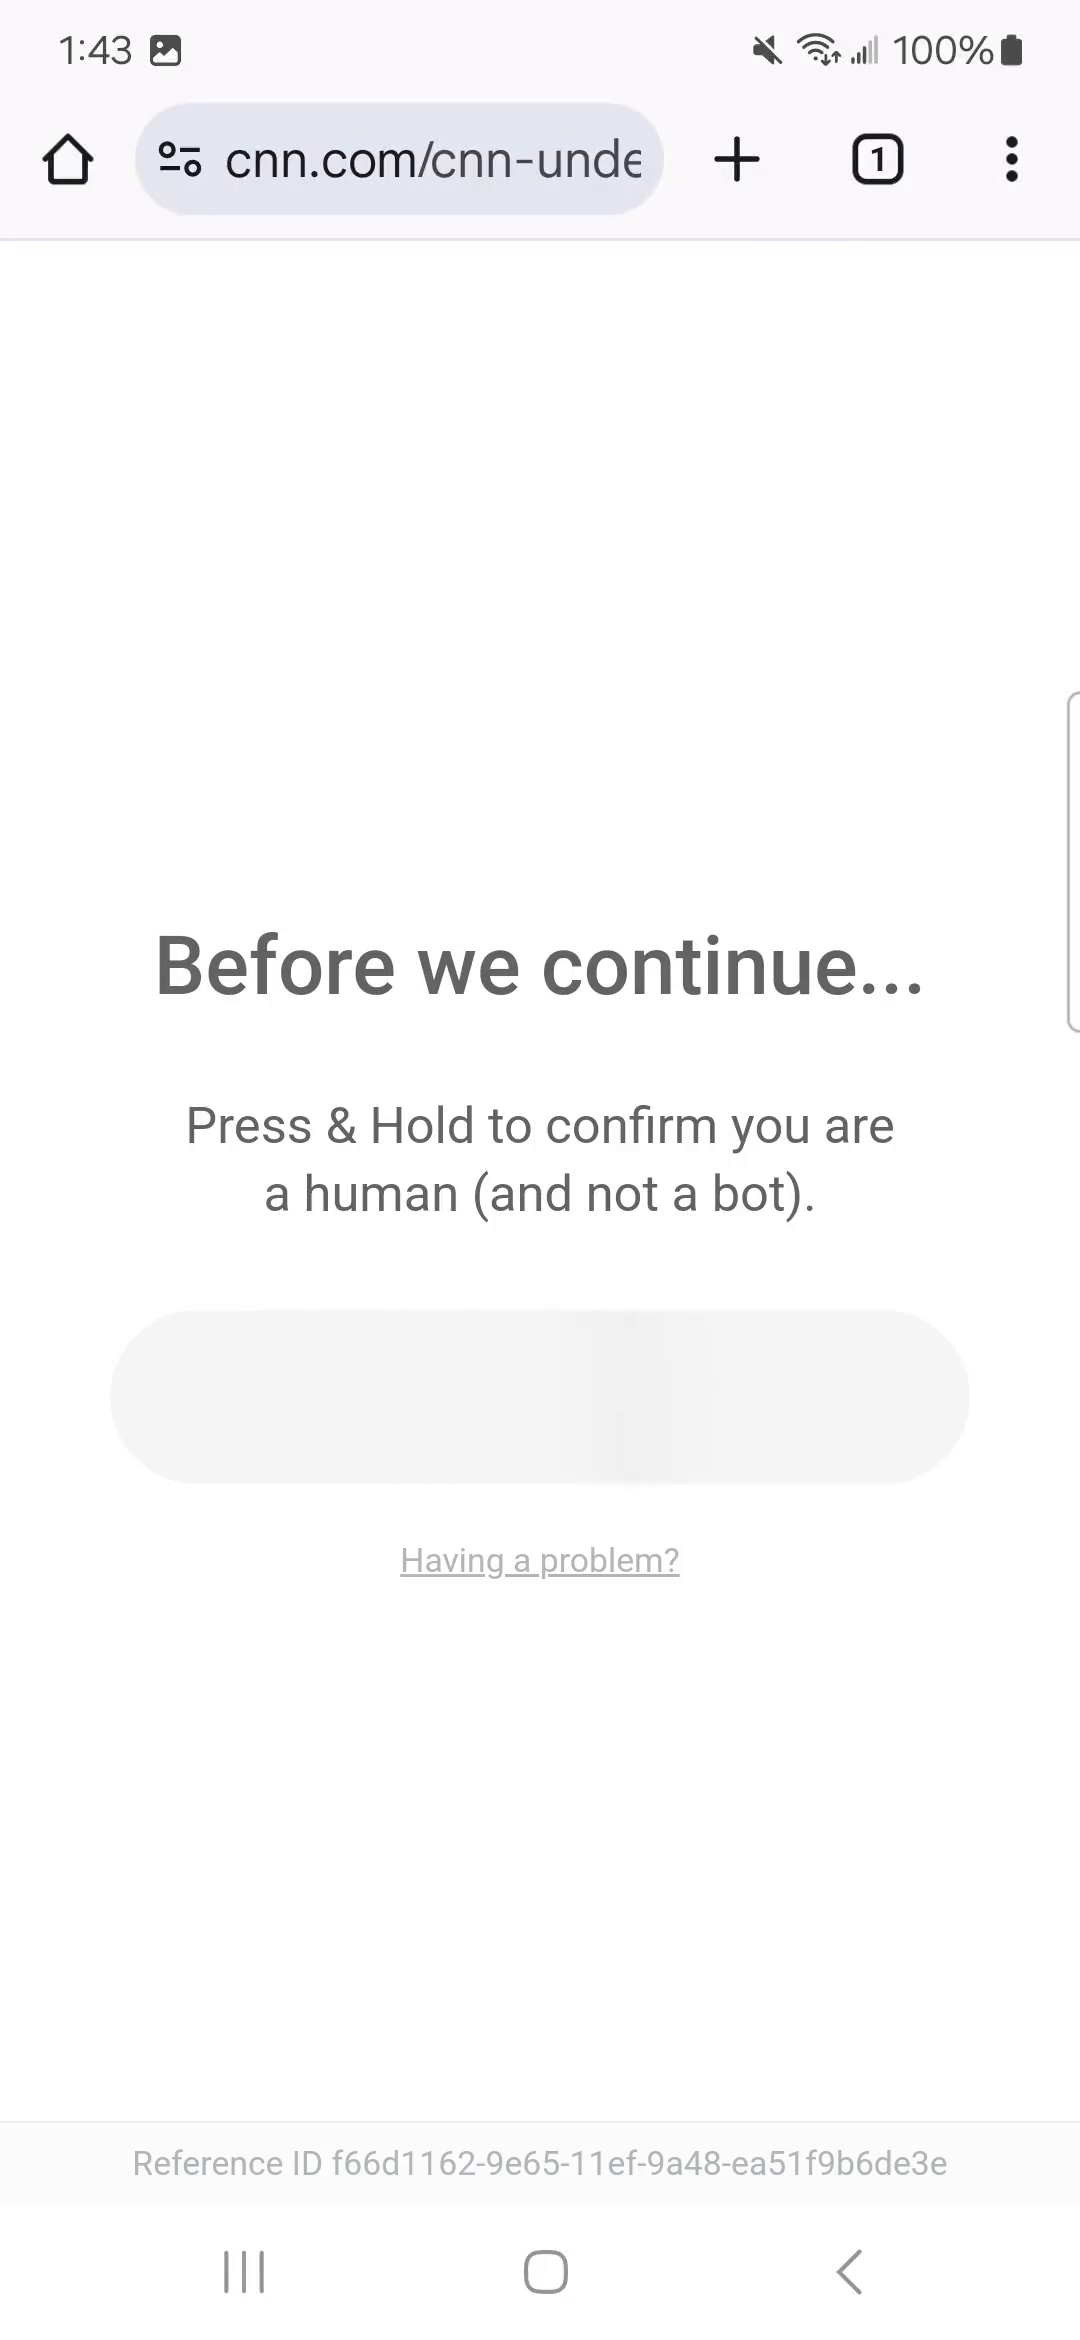 1:43
100%
cnn.com/cnn-unde
1
Before we continue...
Press & Hold to confirm you are
a human (and not a bot).
Having a problem?
Reference ID f66d1162-9e65-11ef-9a48-ea51f9b6de3e